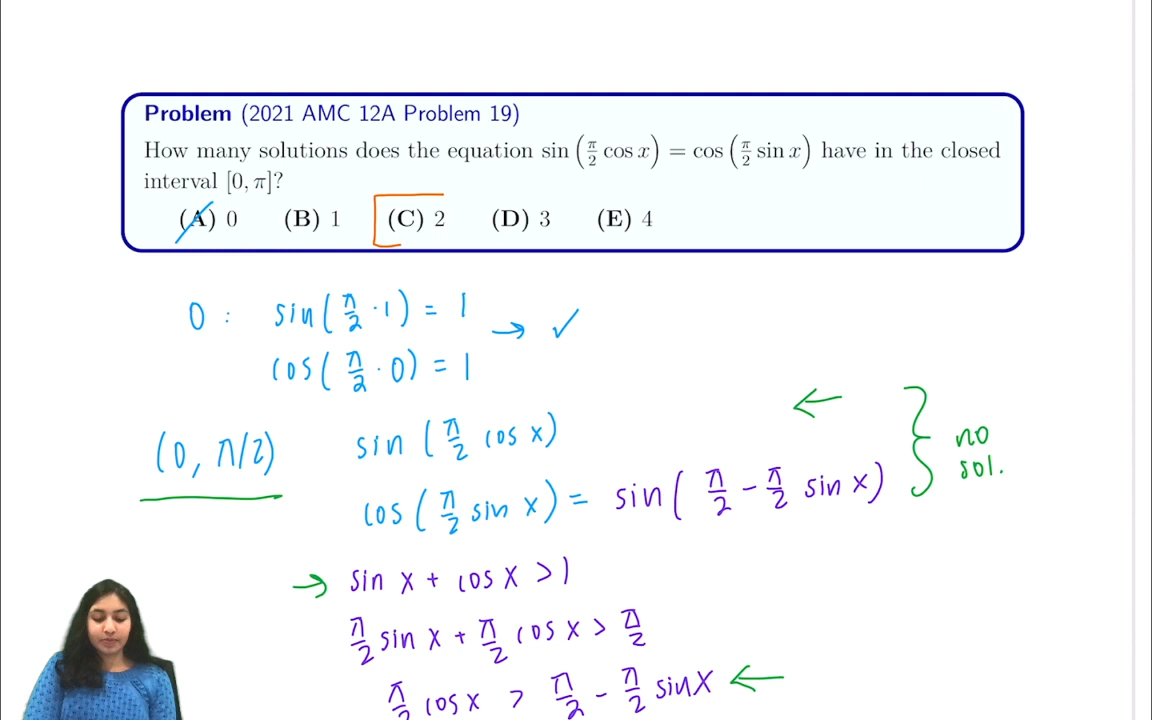 Problem (2021 AMC 12A Problem 19)
How many solutions does the equation sin(π/2 cos x) = cos(π/2 sin x) have in the closed
interval [0, π]?
(A) 0 (B) 1 (C) 2 (D) 3 (E) 4
0 : sin(π/2 · 1) = 1 → ✓
cos(π/2 · 0) = 1
(0, π/2) sin(π/2 cos x) ←
cos(π/2 sin x) = sin(π/2 − π/2 sin x) } no sol.
→ sin x + cos x > 1
π/2 sin x + π/2 cos x > π/2
π/2 cos x > π/2 − π/2 sin x ←